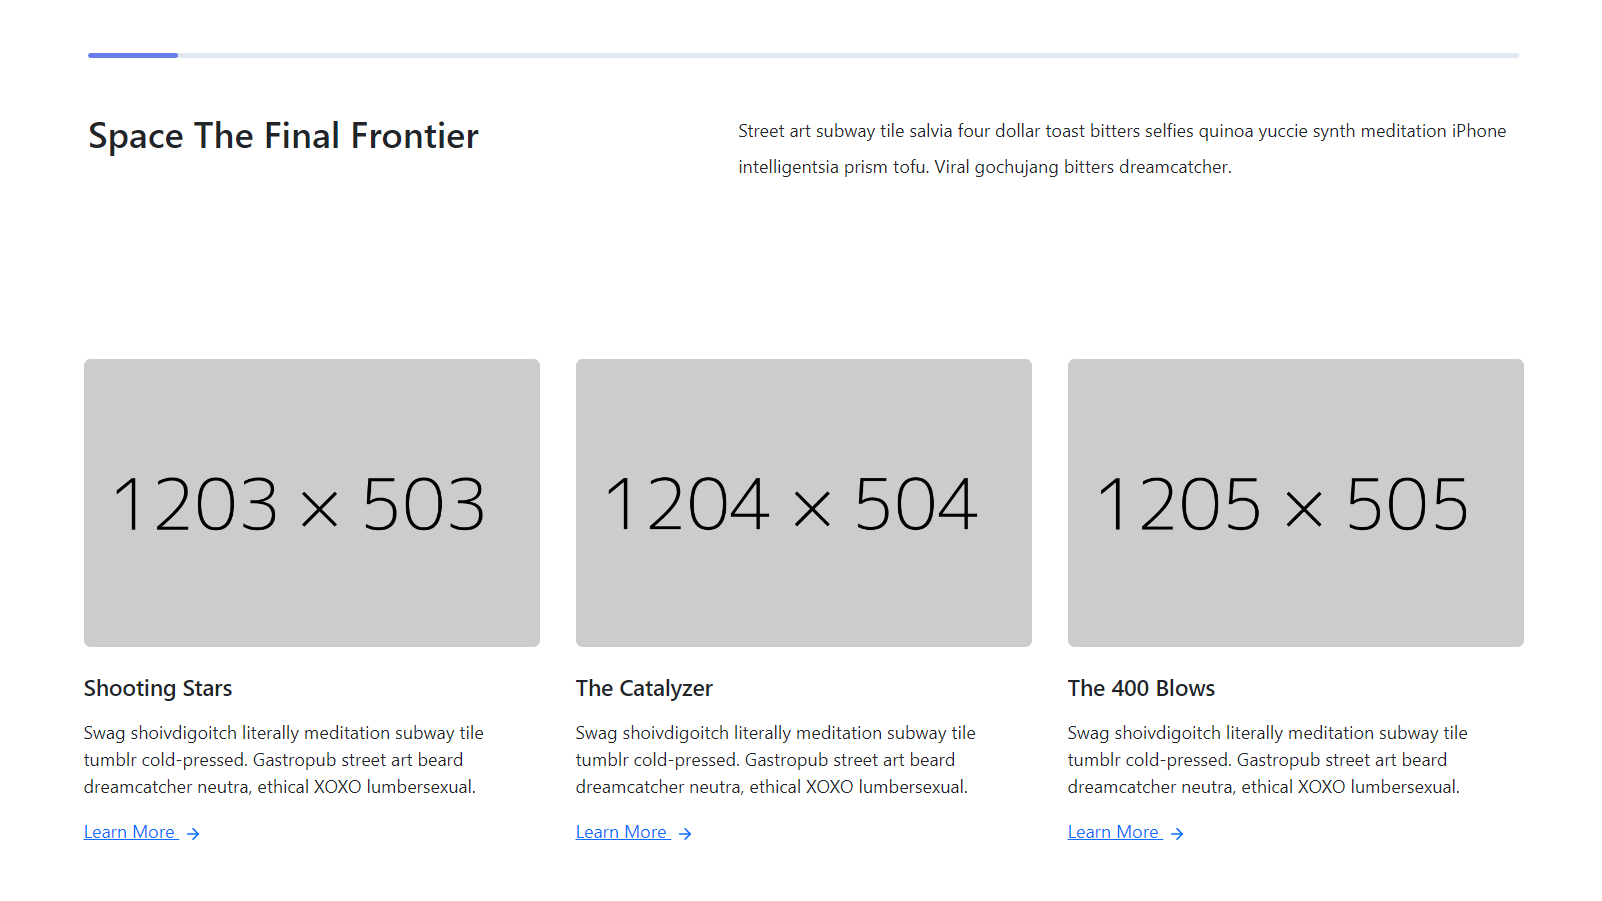 Space The Final Frontier
Street art subway tile salvia four dollar toast bitters selfies quinoa yuccie synth meditation iPhone
intelligentsia prism tofu. Viral gochujang bitters dreamcatcher.
1203 × 503
Shooting Stars
Swag shoivdigoitch literally meditation subway tile
tumblr cold-pressed. Gastropub street art beard
dreamcatcher neutra, ethical XOXO lumbersexual.
Learn More →
1204 × 504
The Catalyzer
Swag shoivdigoitch literally meditation subway tile
tumblr cold-pressed. Gastropub street art beard
dreamcatcher neutra, ethical XOXO lumbersexual.
Learn More →
1205 × 505
The 400 Blows
Swag shoivdigoitch literally meditation subway tile
tumblr cold-pressed. Gastropub street art beard
dreamcatcher neutra, ethical XOXO lumbersexual.
Learn More →